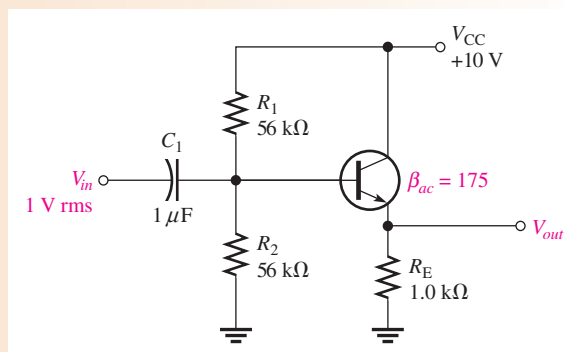 V_CC
+10 V
R_1
56 kΩ
C_1
V_in
1 V rms
1 μF
β_ac = 175
V_out
R_2
56 kΩ
R_E
1.0 kΩ